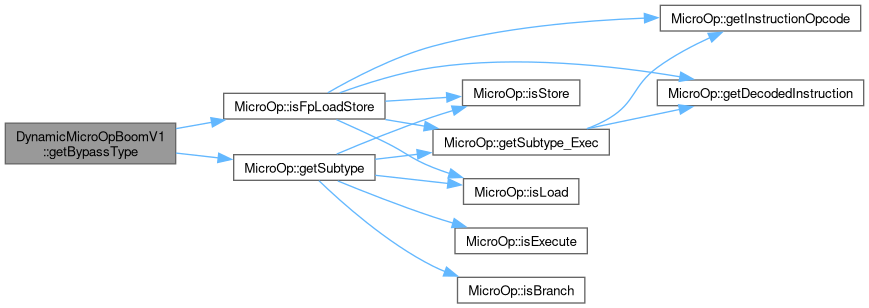 DynamicMicroOpBoomV1
::getBypassType
MicroOp::isFpLoadStore
MicroOp::getSubtype
MicroOp::isStore
MicroOp::getSubtype_Exec
MicroOp::isLoad
MicroOp::isExecute
MicroOp::isBranch
MicroOp::getInstructionOpcode
MicroOp::getDecodedInstruction